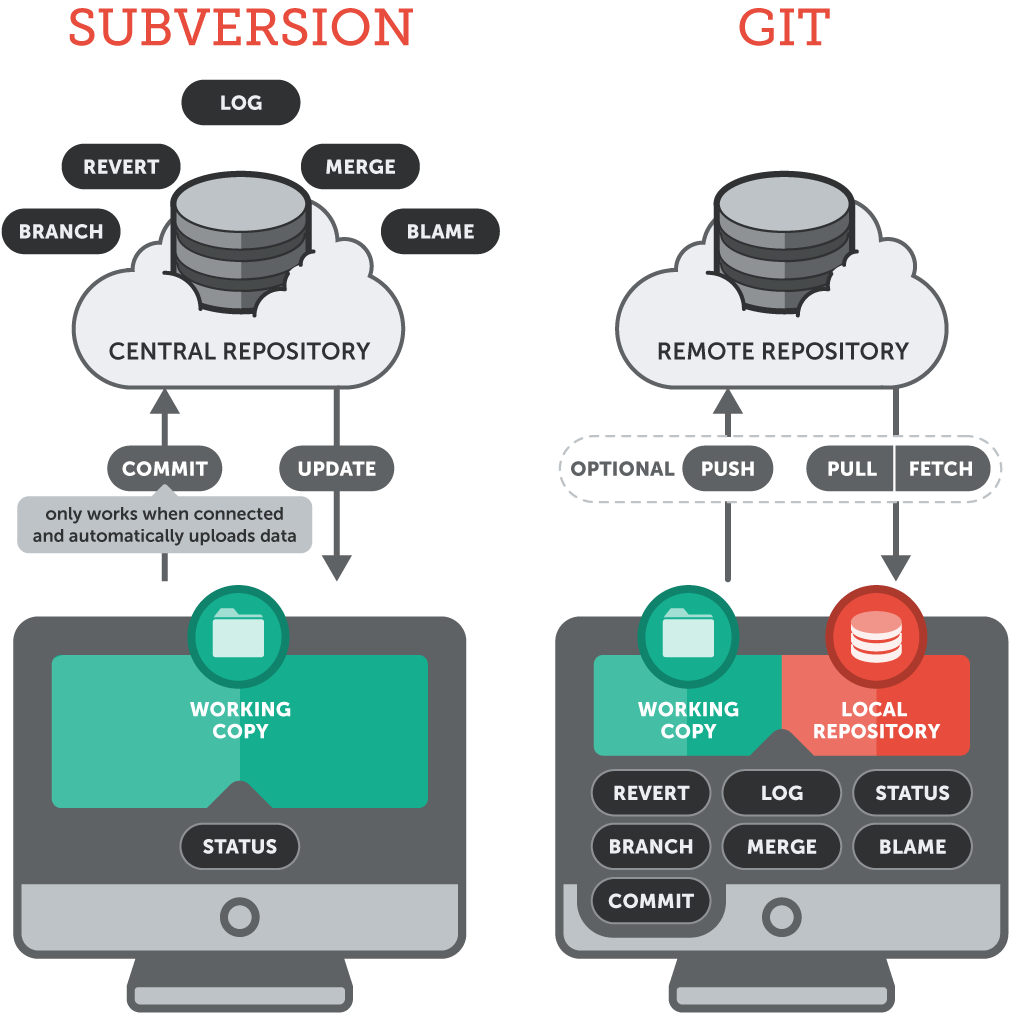 SUBVERSION
LOG
REVERT
MERGE
BRANCH
BLAME
CENTRAL REPOSITORY
COMMIT
UPDATE
only works when connected
and automatically uploads data
WORKING
COPY
STATUS
GIT
REMOTE REPOSITORY
OPTIONAL
PUSH
PULL
FETCH
WORKING
COPY
LOCAL
REPOSITORY
REVERT
LOG
STATUS
BRANCH
MERGE
BLAME
COMMIT